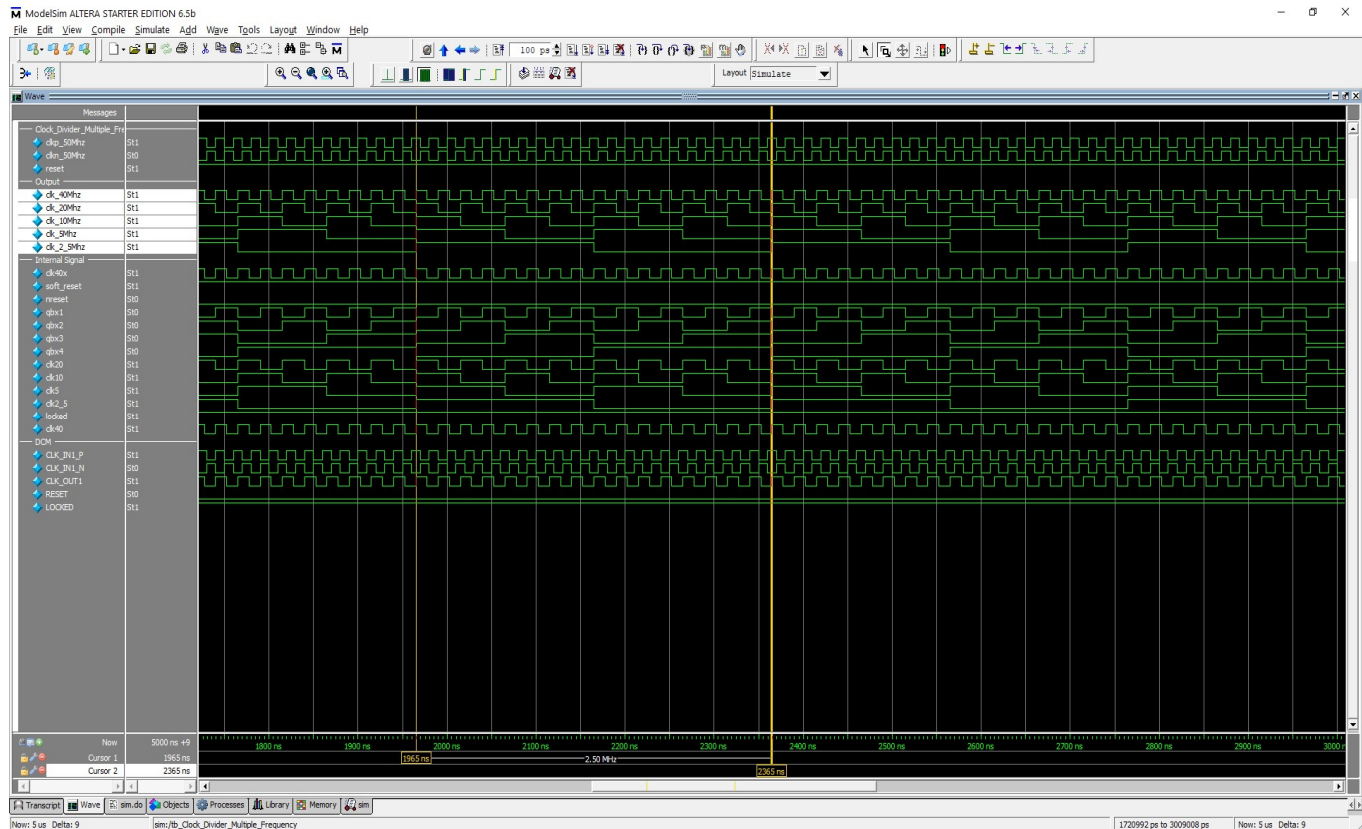 ModelSim ALTERA STARTER EDITION 6.5b
File Edit View Compile Simulate Add Wave Tools Layout Window Help
100 ps
Layout Simulate
Wave
Messages
Clock_Divider_Multiple_Fre
clkp_50Mhz St1
clkn_50Mhz St0
reset St1
Output
clk_40Mhz St1
clk_20Mhz St1
clk_10Mhz St1
clk_5Mhz St1
clk_2_5Mhz St1
Internal Signal
clk40x St1
soft_reset St1
nreset St0
qbx1 St0
qbx2 St0
qbx3 St0
qbx4 St0
clk20 St1
clk10 St1
clk5 St1
clk2_5 St1
locked St1
clk40 St1
DCM
CLK_IN1_P St1
CLK_IN1_N St0
CLK_OUT1 St1
RESET St0
LOCKED St1
Now 5000 ns +9
1800 ns 1900 ns 2000 ns 2100 ns 2200 ns 2300 ns 2400 ns 2500 ns 2600 ns 2700 ns 2800 ns 2900 ns 3000 n
Cursor 1 1965 ns 1965 ns 2.50 MHz
Cursor 2 2365 ns 2365 ns
Transcript Wave sim.do Objects Processes Library Memory sim
Now: 5 us Delta: 9 sim:/tb_Clock_Divider_Multiple_Frequency 1720992 ps to 3009008 ps Now: 5 us Delta: 9